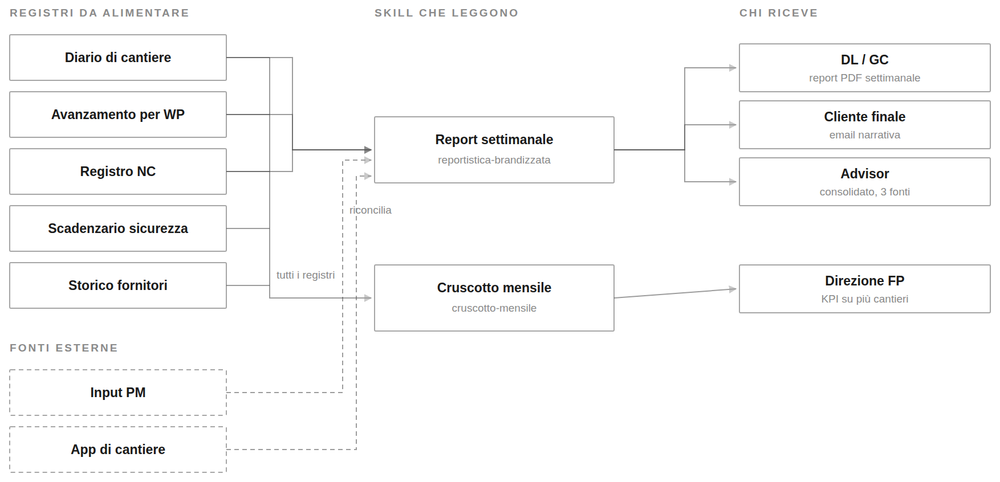 REGISTRI DA ALIMENTARE
Diario di cantiere
Avanzamento per WP
Registro NC
Scadenzario sicurezza
Storico fornitori
FONTI ESTERNE
Input PM
App di cantiere
tutti i registri
riconcilia
SKILL CHE LEGGONO
Report settimanale
reportistica-brandizzata
Cruscotto mensile
cruscotto-mensile
CHI RICEVE
DL / GC
report PDF settimanale
Cliente finale
email narrativa
Advisor
consolidato, 3 fonti
Direzione FP
KPI su più cantieri